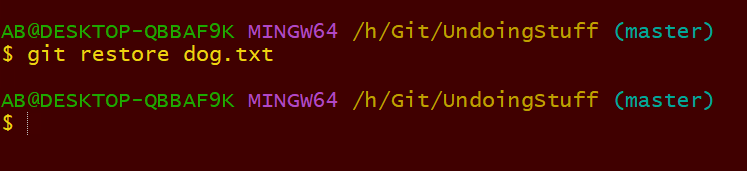 AB@DESKTOP-QBBAF9K MINGW64 /h/Git/UndoingStuff (master)
$ git restore dog.txt
AB@DESKTOP-QBBAF9K MINGW64 /h/Git/UndoingStuff (master)
$